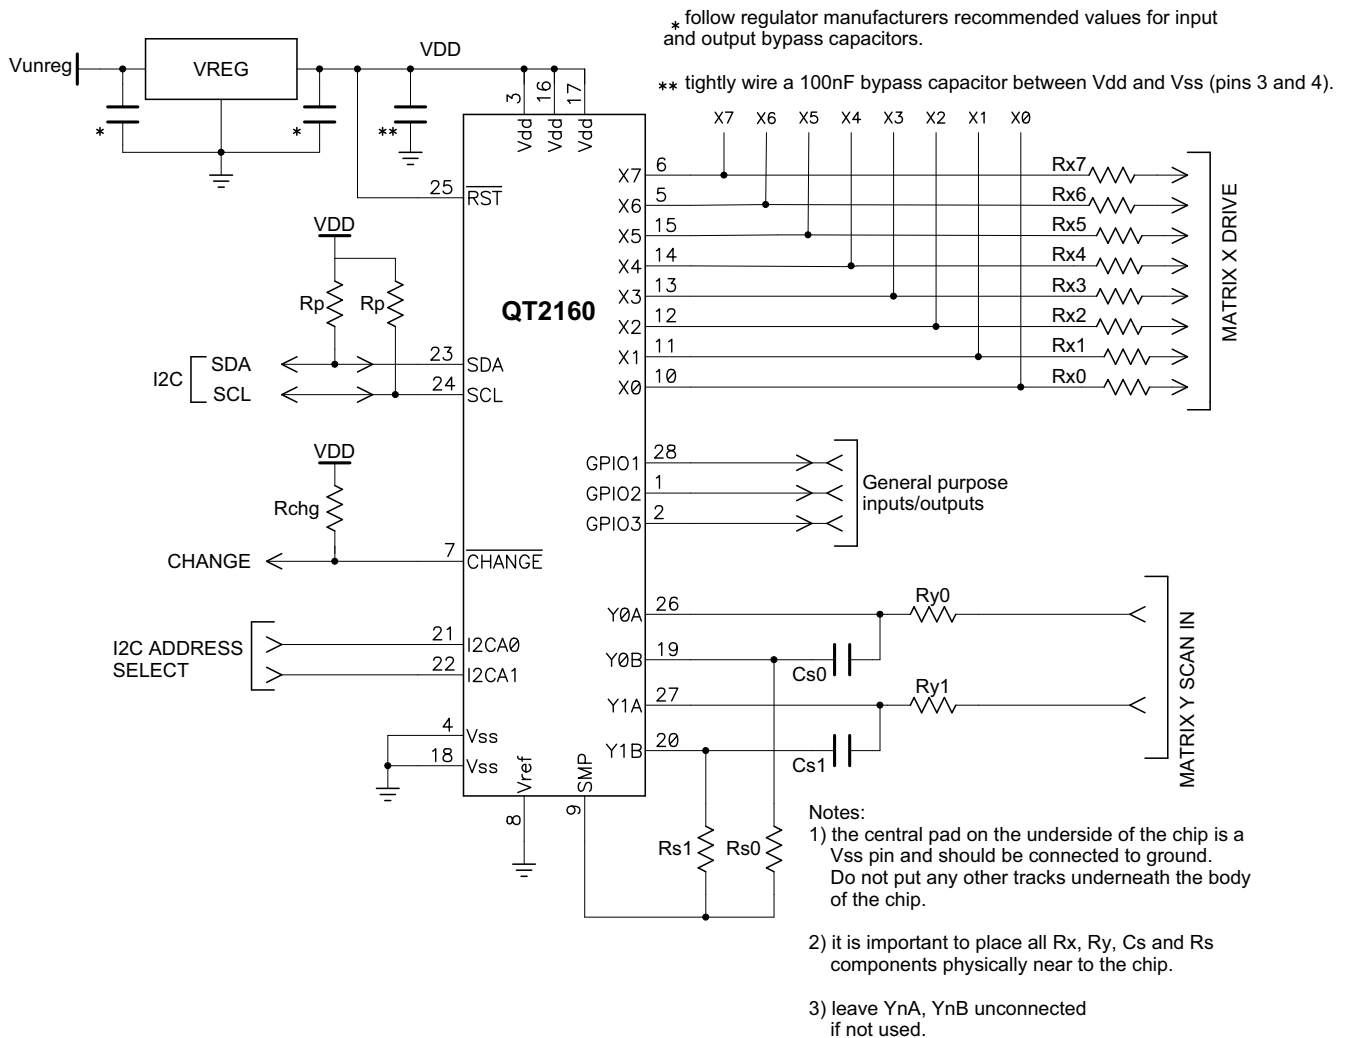 * follow regulator manufacturers recommended values for input
and output bypass capacitors.
** tightly wire a 100nF bypass capacitor between Vdd and Vss (pins 3 and 4).
Vunreg
VREG
VDD
*
*
**
3
16
17
Vdd
Vdd
Vdd
X7 X6 X5 X4 X3 X2 X1 X0
25
RST
X7 6 Rx7
X6 5 Rx6
X5 15 Rx5
X4 14 Rx4
X3 13 Rx3
X2 12 Rx2
X1 11 Rx1
X0 10 Rx0
MATRIX X DRIVE
VDD
Rp
Rp
QT2160
I2C
SDA
23
SDA
SCL
24
SCL
VDD
Rchg
CHANGE
7
CHANGE
GPIO1 28
GPIO2 1
GPIO3 2
General purpose
inputs/outputs
I2C ADDRESS
SELECT
21
I2CA0
22
I2CA1
4
Vss
18
Vss
Vref
8
SMP
9
Y0A 26 Ry0
Y0B 19
Cs0
Y1A 27 Ry1
Y1B 20
Cs1
MATRIX Y SCAN IN
Rs1
Rs0
Notes:
1) the central pad on the underside of the chip is a
Vss pin and should be connected to ground.
Do not put any other tracks underneath the body
of the chip.
2) it is important to place all Rx, Ry, Cs and Rs
components physically near to the chip.
3) leave YnA, YnB unconnected
if not used.